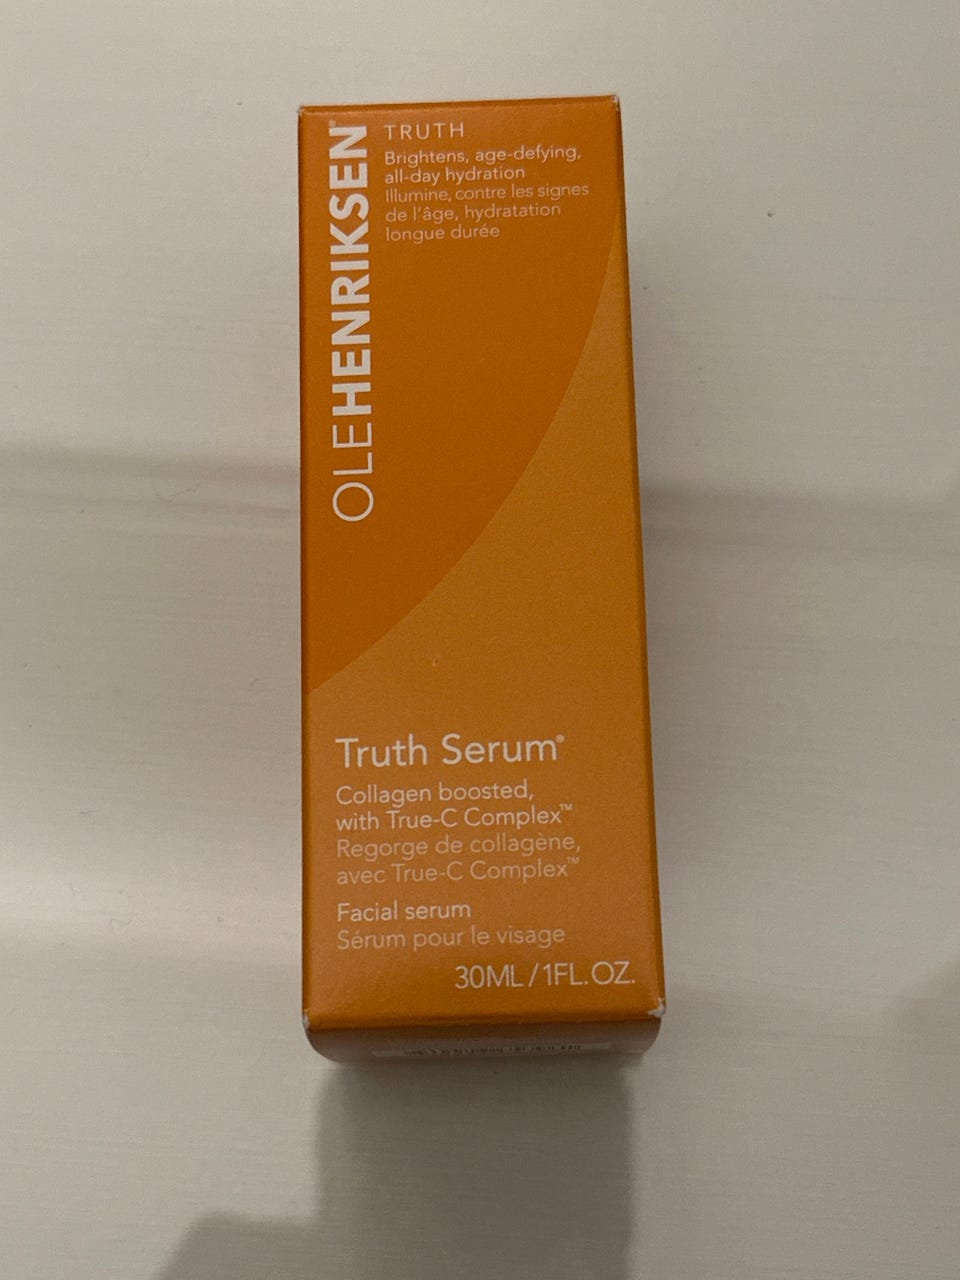 OLEHENRIKSEN®
TRUTH
Brightens, age-defying,
all-day hydration
Illumine, contre les signes
de l'âge, hydratation
longue durée
Truth Serum®
Collagen boosted,
with True-C Complex™
Regorge de collagène,
avec True-C Complex™
Facial serum
Sérum pour le visage
30ML / 1FL. OZ.